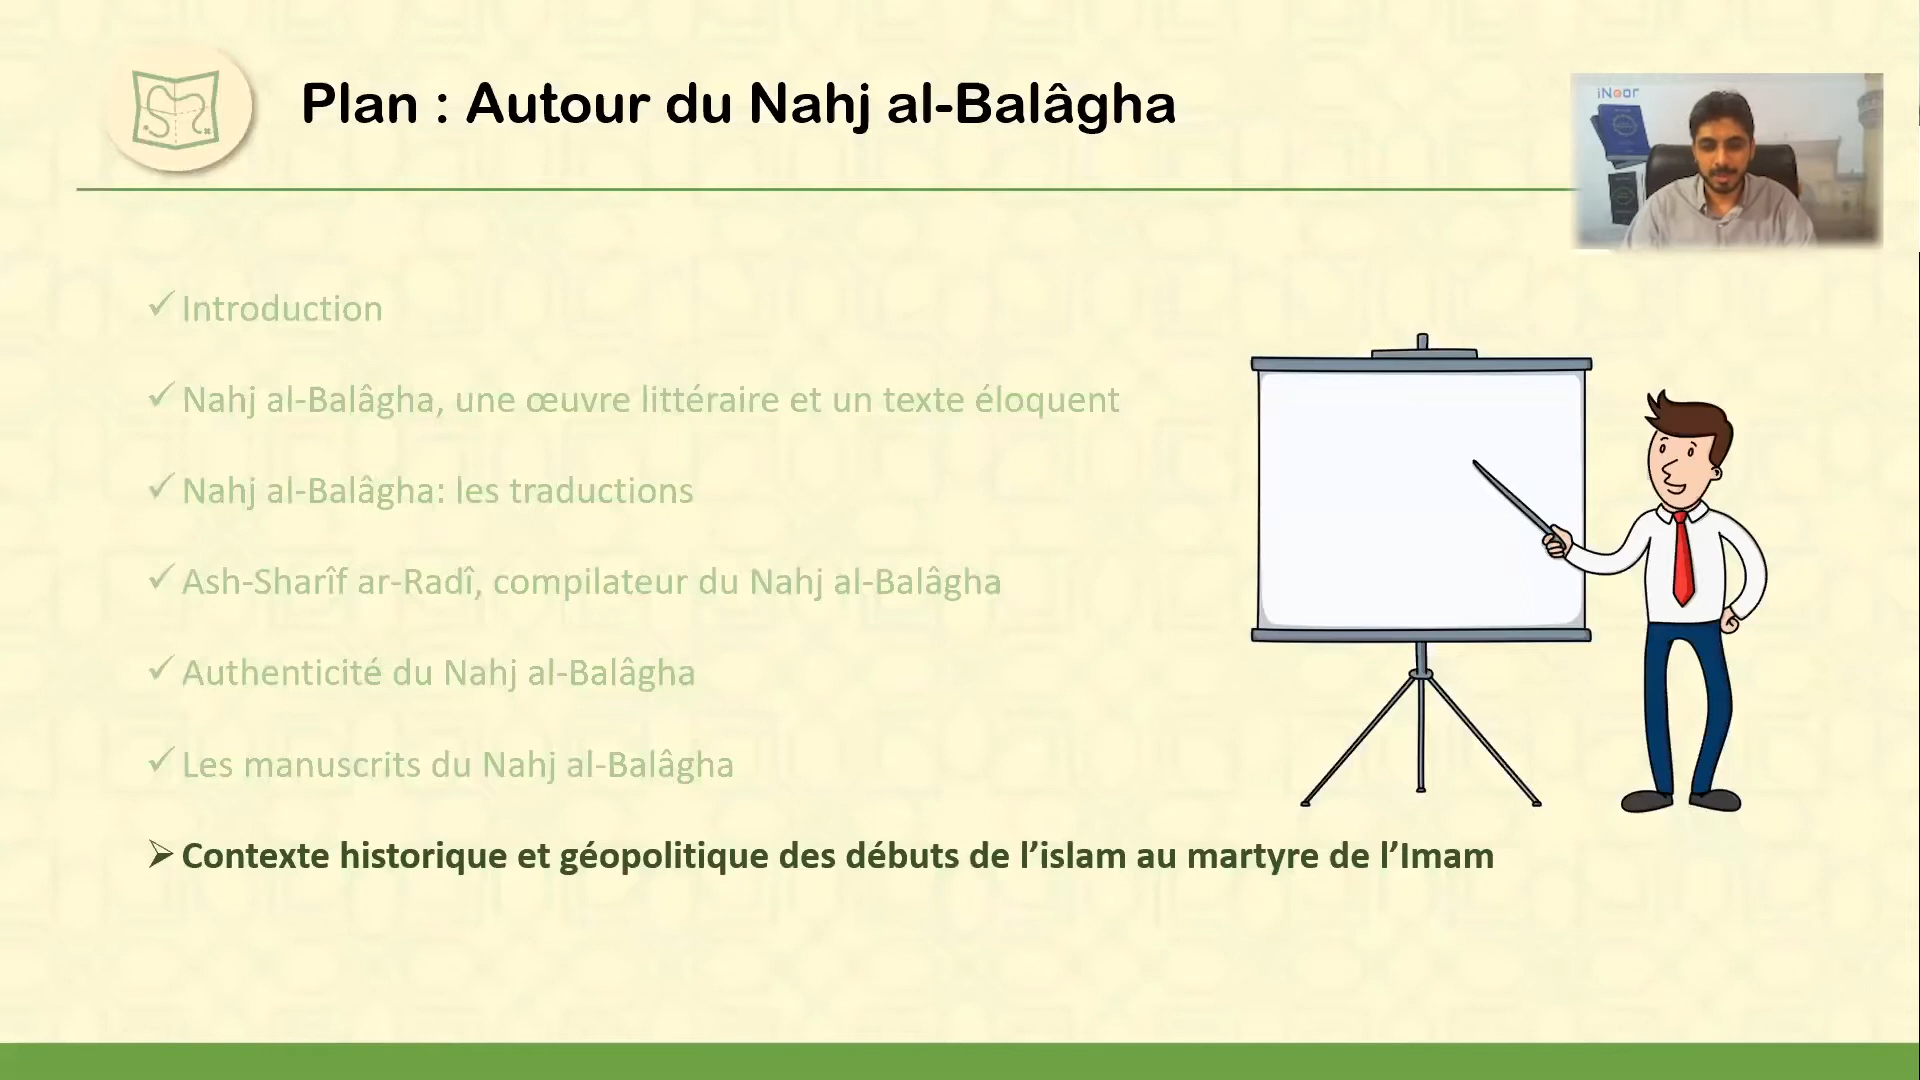 Plan : Autour du Nahj al-Balâgha
iNoor
Introduction
Nahj al-Balâgha, une œuvre littéraire et un texte éloquent
Nahj al-Balâgha: les traductions
Ash-Sharîf ar-Radî, compilateur du Nahj al-Balâgha
Authenticité du Nahj al-Balâgha
Les manuscrits du Nahj al-Balâgha
Contexte historique et géopolitique des débuts de l’islam au martyre de l’Imam